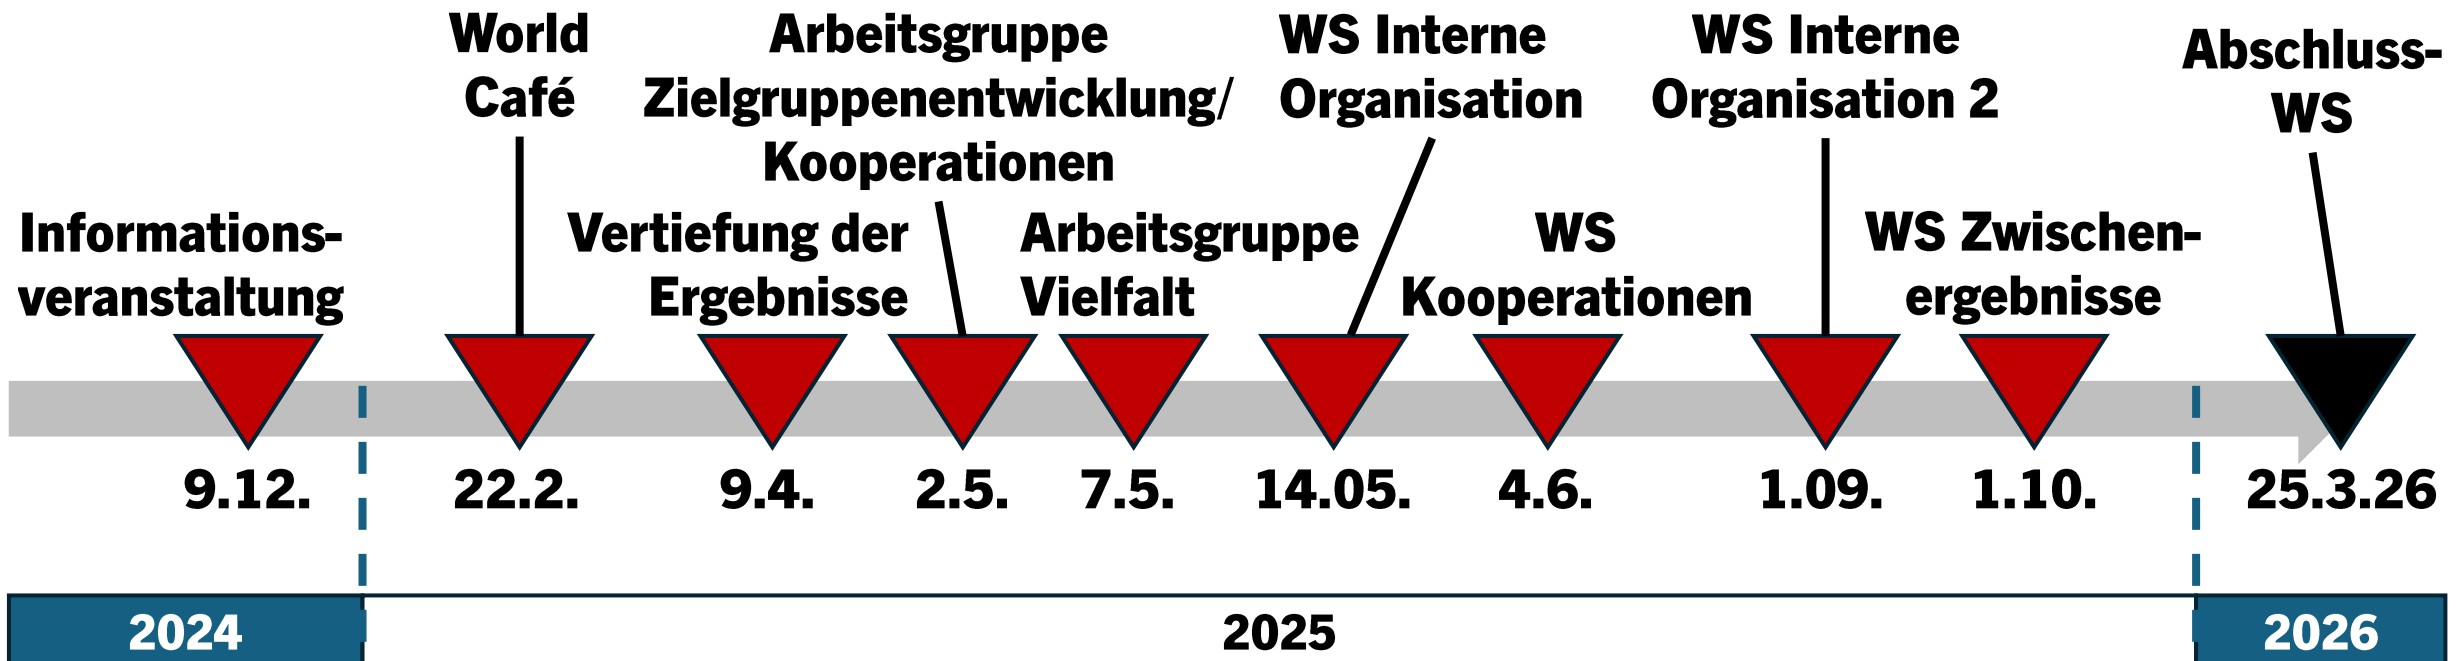 World
Café
Arbeitsgruppe
Zielgruppenentwicklung/
Kooperationen
WS Interne
Organisation
WS Interne
Organisation 2
Abschluss-
WS
Informations-
veranstaltung
Vertiefung der
Ergebnisse
Arbeitsgruppe
Vielfalt
WS
Kooperationen
WS Zwischen-
ergebnisse
9.12.
22.2.
9.4.
2.5.
7.5.
14.05.
4.6.
1.09.
1.10.
25.3.26
2024
2025
2026